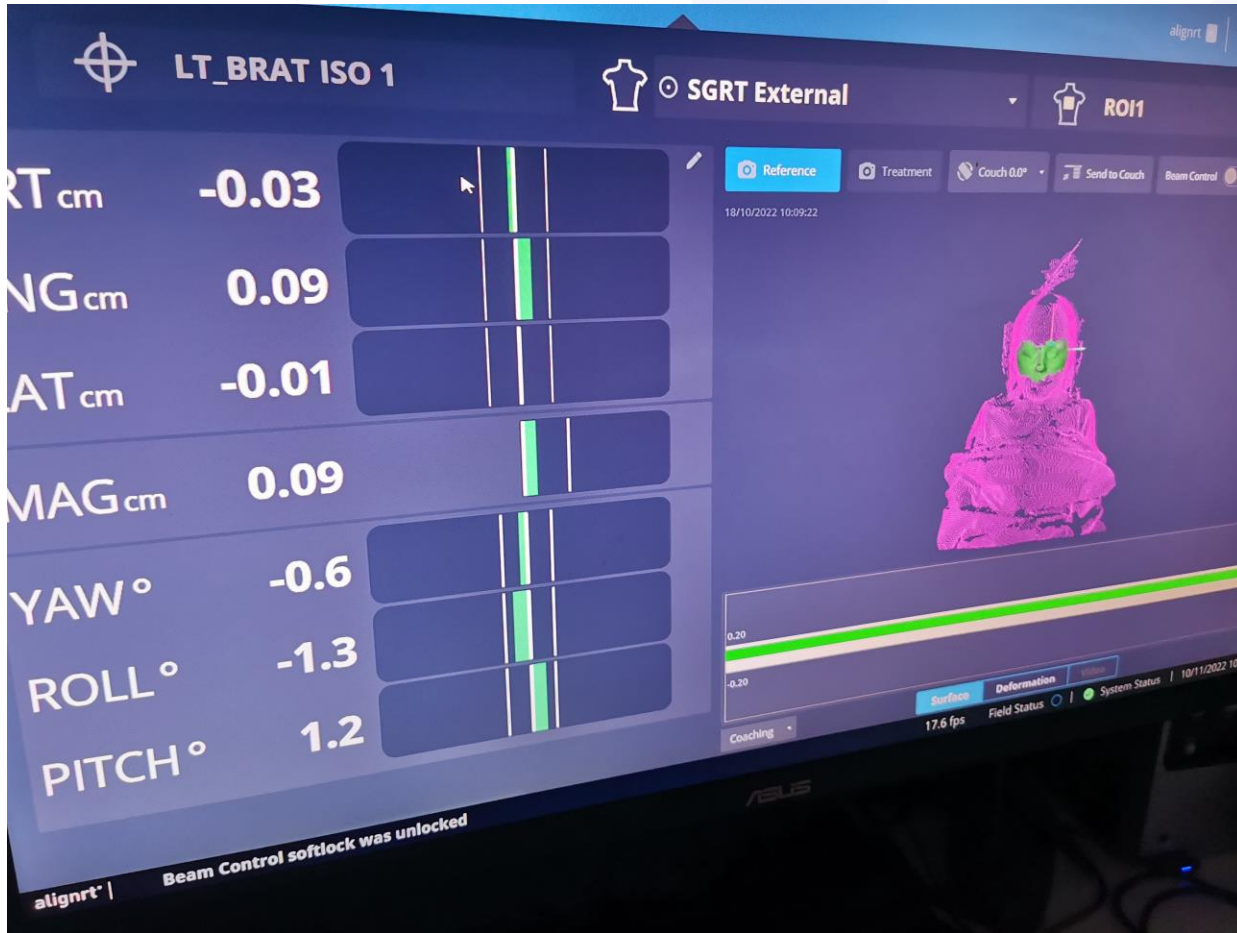 alignrt
LT_BRAT ISO 1
SGRT External
ROI1
RT cm -0.03
NG cm 0.09
AT cm -0.01
MAG cm 0.09
YAW° -0.6
ROLL° -1.3
PITCH° 1.2
Reference
Treatment
Couch 0.0°
Send to Couch
Beam Control
18/10/2022 10:09:22
0.20
-0.20
Surface
Deformation
Video
Coaching
17.6 fps
Field Status
System Status
10/11/2022 10
ASUS
Beam Control softlock was unlocked
alignrt